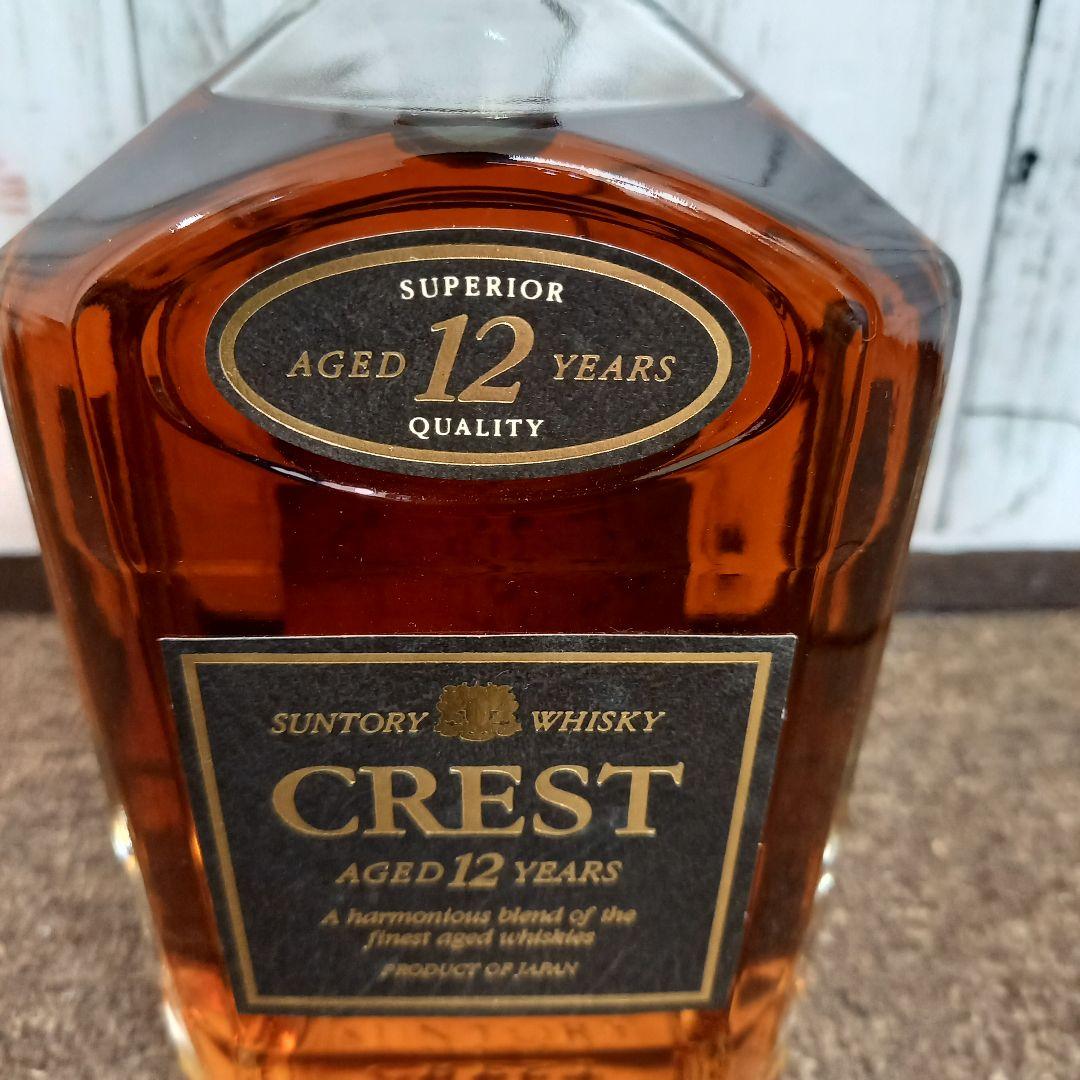 SUPERIOR
AGED 12 YEARS
QUALITY
SUNTORY WHISKY
CREST
AGED 12 YEARS
A harmonious blend of the
finest aged whiskies
PRODUCT OF JAPAN
SUNTORY